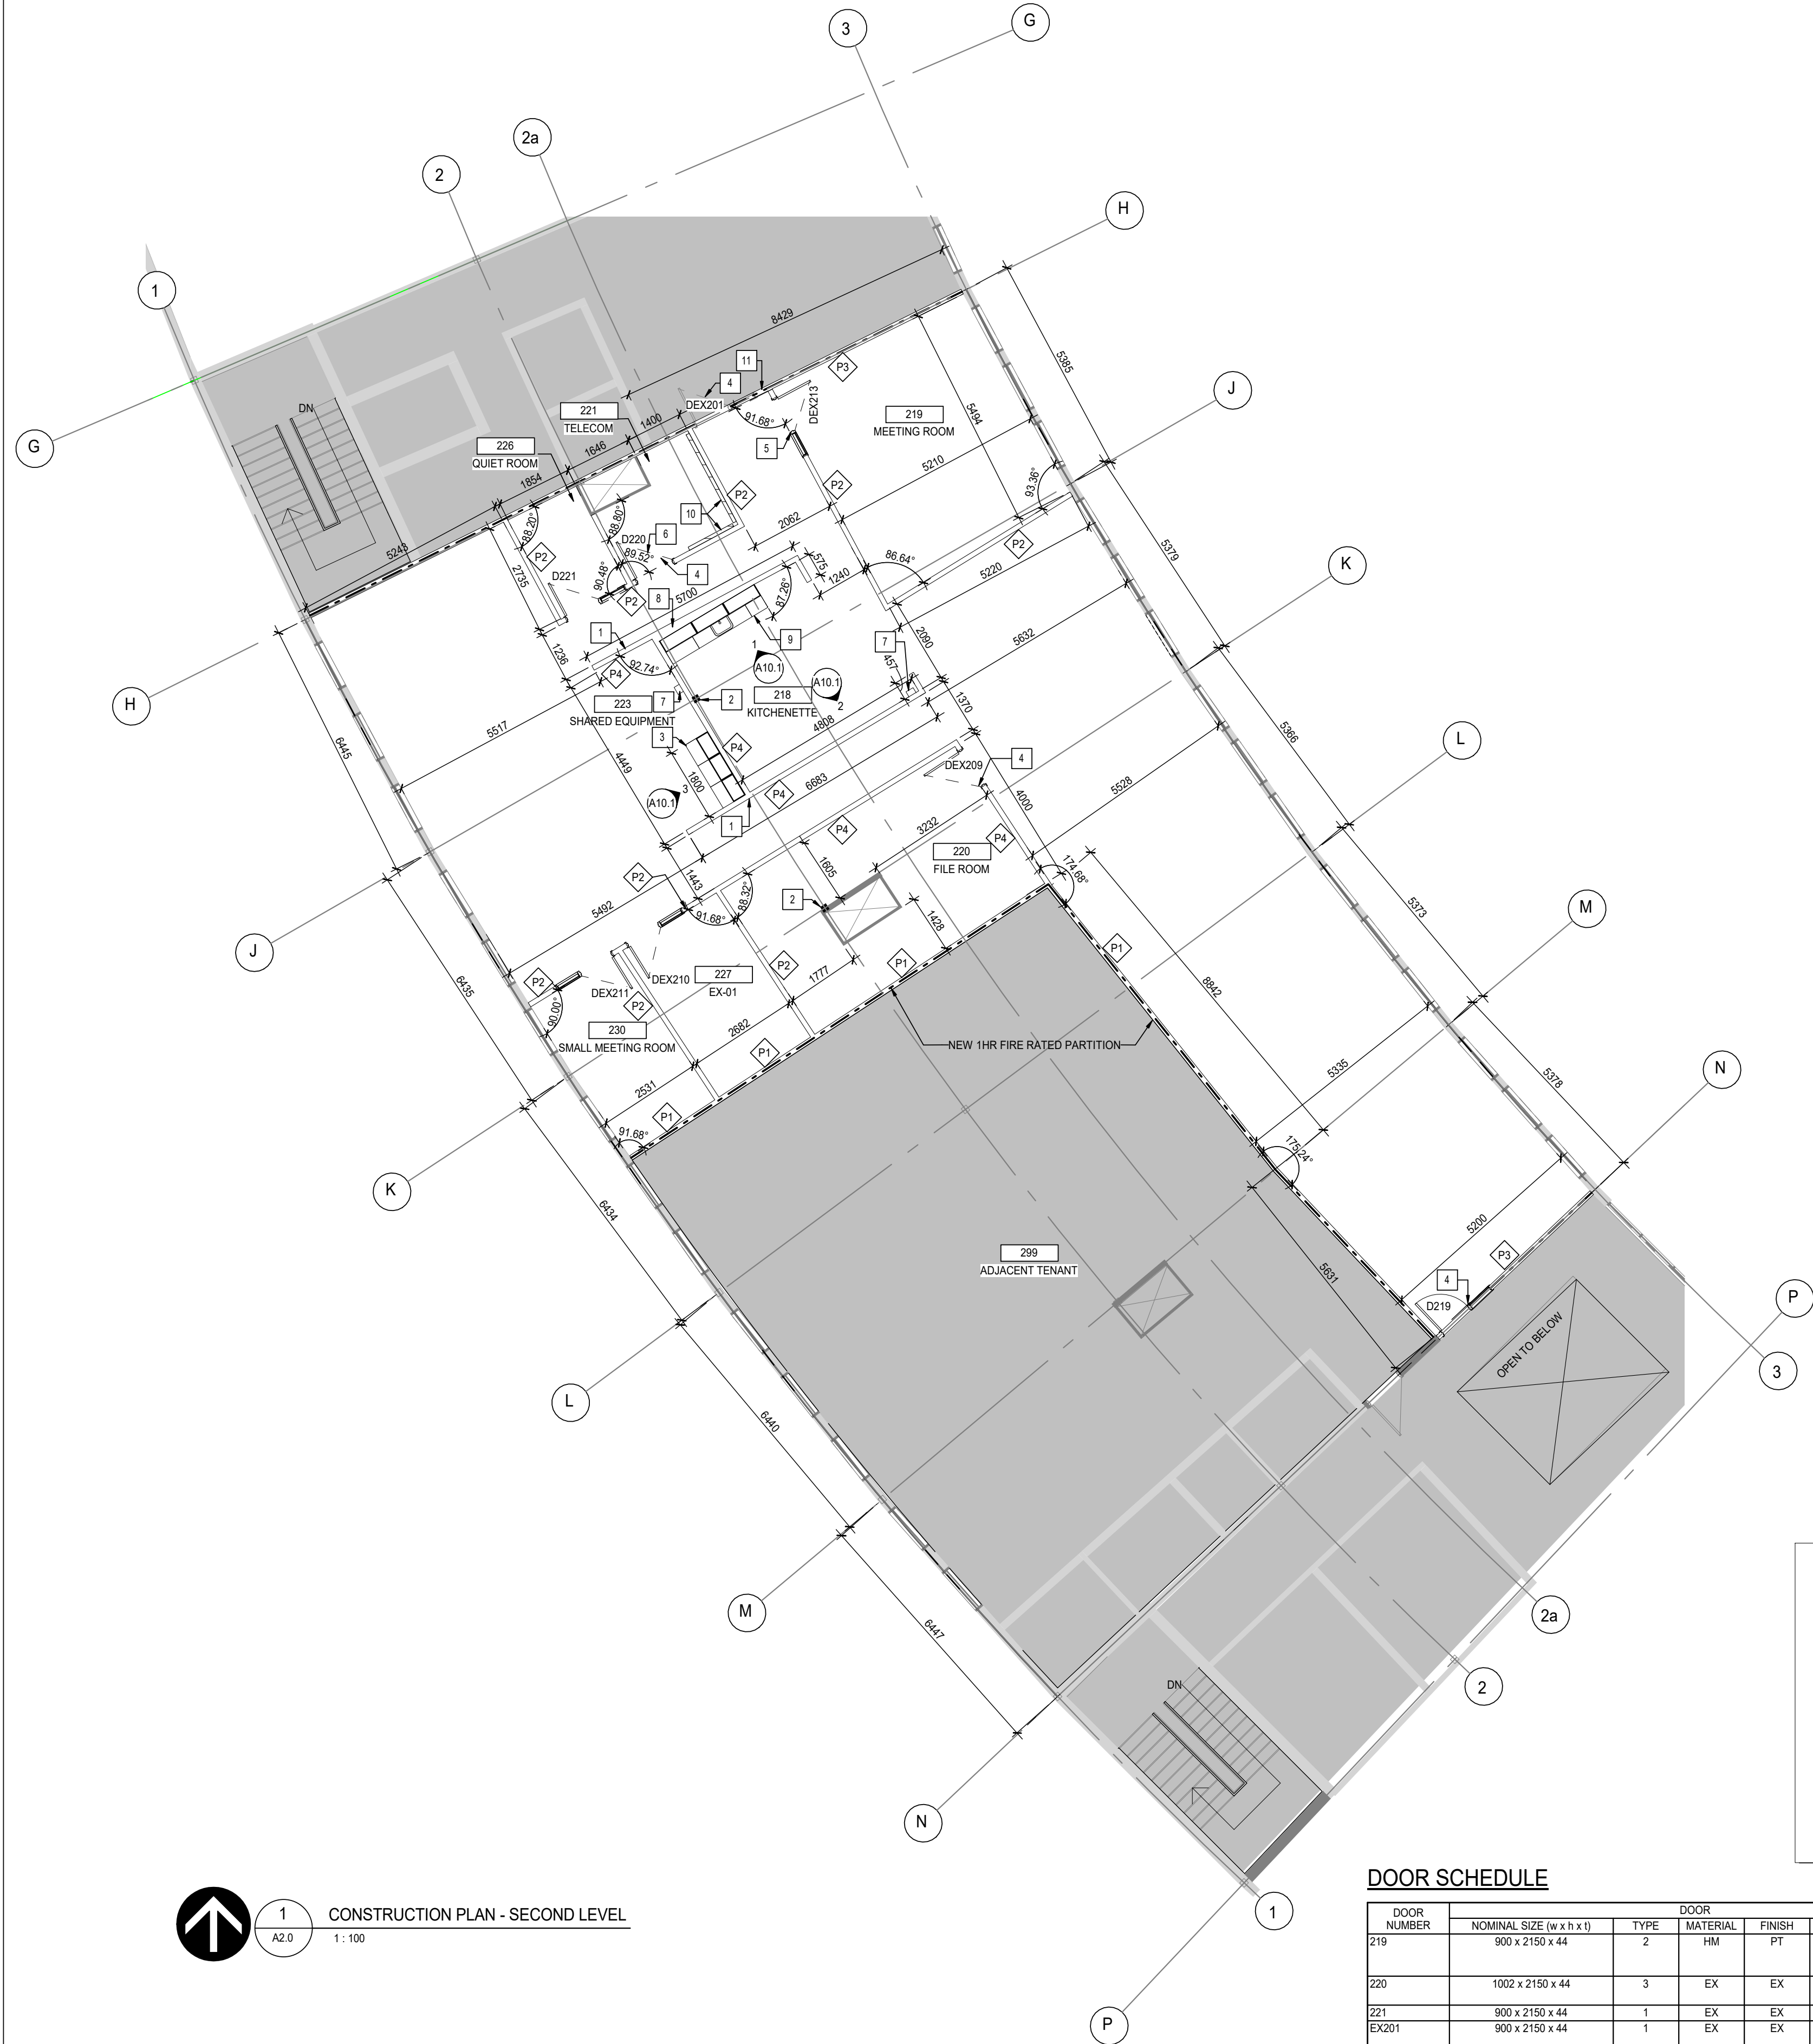 3
G
2a
2
H
1
8429
5385
11
4
P3
J
DN
DEX201
DEX213
G
221
TELECOM
1400
91.68°
219
MEETING ROOM
5494
226
QUIET ROOM
1646
5
5210
93.36°
1854
P2
P2
88.20°
88.80°
10
5379
K
D220
6
2062
P2
5243
P2
89.52°
2735
D221
90.48°
4
575
86.64°
P2
8
5700
87.26°
1240
5220
1
9
7
2090
5632
1236
1
92.74°
A10.1
457
P4
A10.1
223
SHARED EQUIPMENT
7
2
218
KITCHENETTE
2
H
5517
3
4808
1370
5366
L
6445
4449
P4
DEX209
4
1800
6683
3
A10.1
P4
4000
5528
1
P4
3232
P4
220
FILE ROOM
1605
174.68°
P2
1443
88.32°
5492
2
91.68°
5373
M
1428
J
P2
DEX210
227
EX-01
P2
1777
P1
P1
6435
DEX211
P2
8842
90.00°
230
SMALL MEETING ROOM
2682
NEW 1HR FIRE RATED PARTITION
P1
2531
5335
5378
N
P1
91.68°
175.24°
K
6434
5200
299
ADJACENT TENANT
P3
5631
4
D219
P
OPEN TO BELOW
3
L
6440
M
2a
6447
2
DN
N
1
DOOR SCHEDULE
1
A2.0
CONSTRUCTION PLAN - SECOND LEVEL
1 : 100
P
DOOR NUMBER
DOOR
NOMINAL SIZE (w x h x t) TYPE MATERIAL FINISH
219 900 x 2150 x 44 2 HM PT
220 1002 x 2150 x 44 3 EX EX
221 900 x 2150 x 44 1 EX EX
EX201 900 x 2150 x 44 1 EX EX